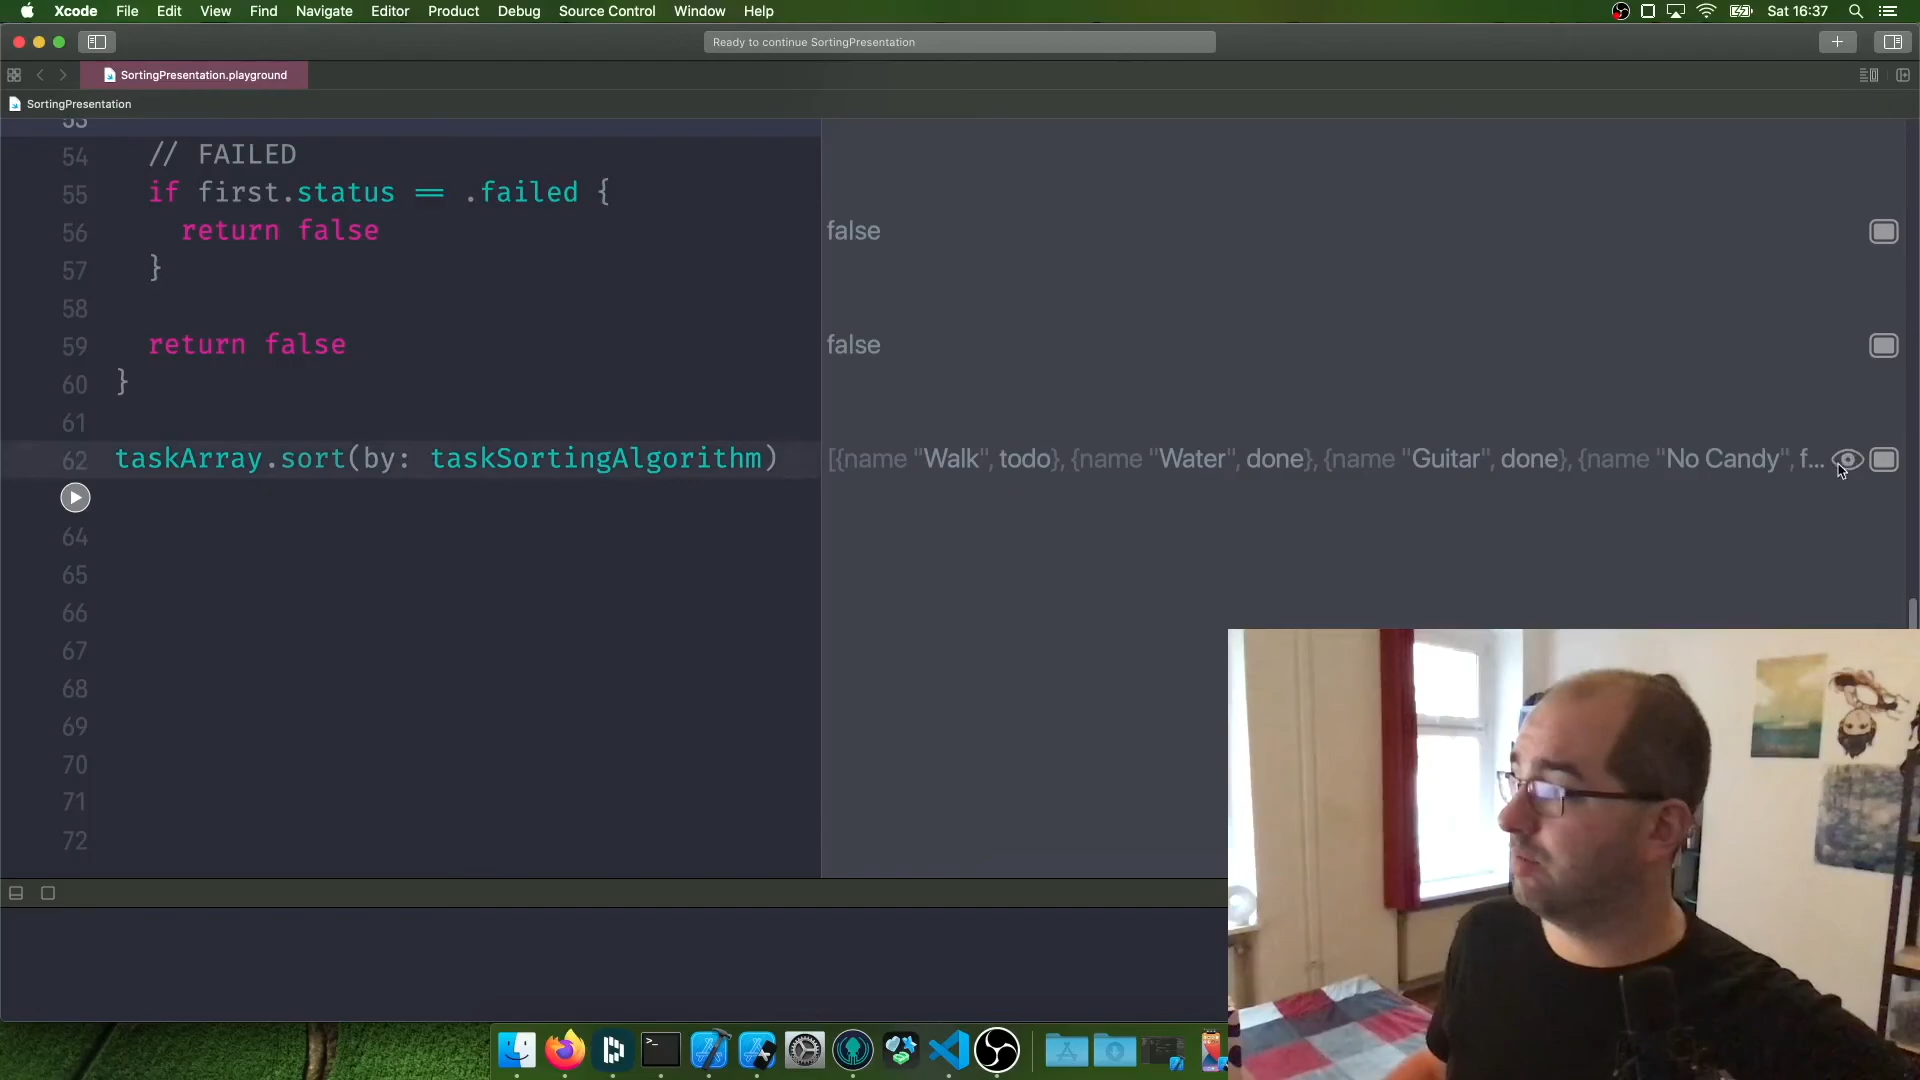 Xcode File Edit View Find Navigate Editor Product Debug Source Control Window Help Sat 16:37
Ready to continue SortingPresentation
SortingPresentation.playground
SortingPresentation
53
54 // FAILED
55 if first.status == .failed {
56 return false false
57 }
58
59 return false false
60 }
61
62 taskArray.sort(by: taskSortingAlgorithm) [{name "Walk", todo}, {name "Water", done}, {name "Guitar", done}, {name "No Candy", f...
64
65
66
67
68
69
70
71
72